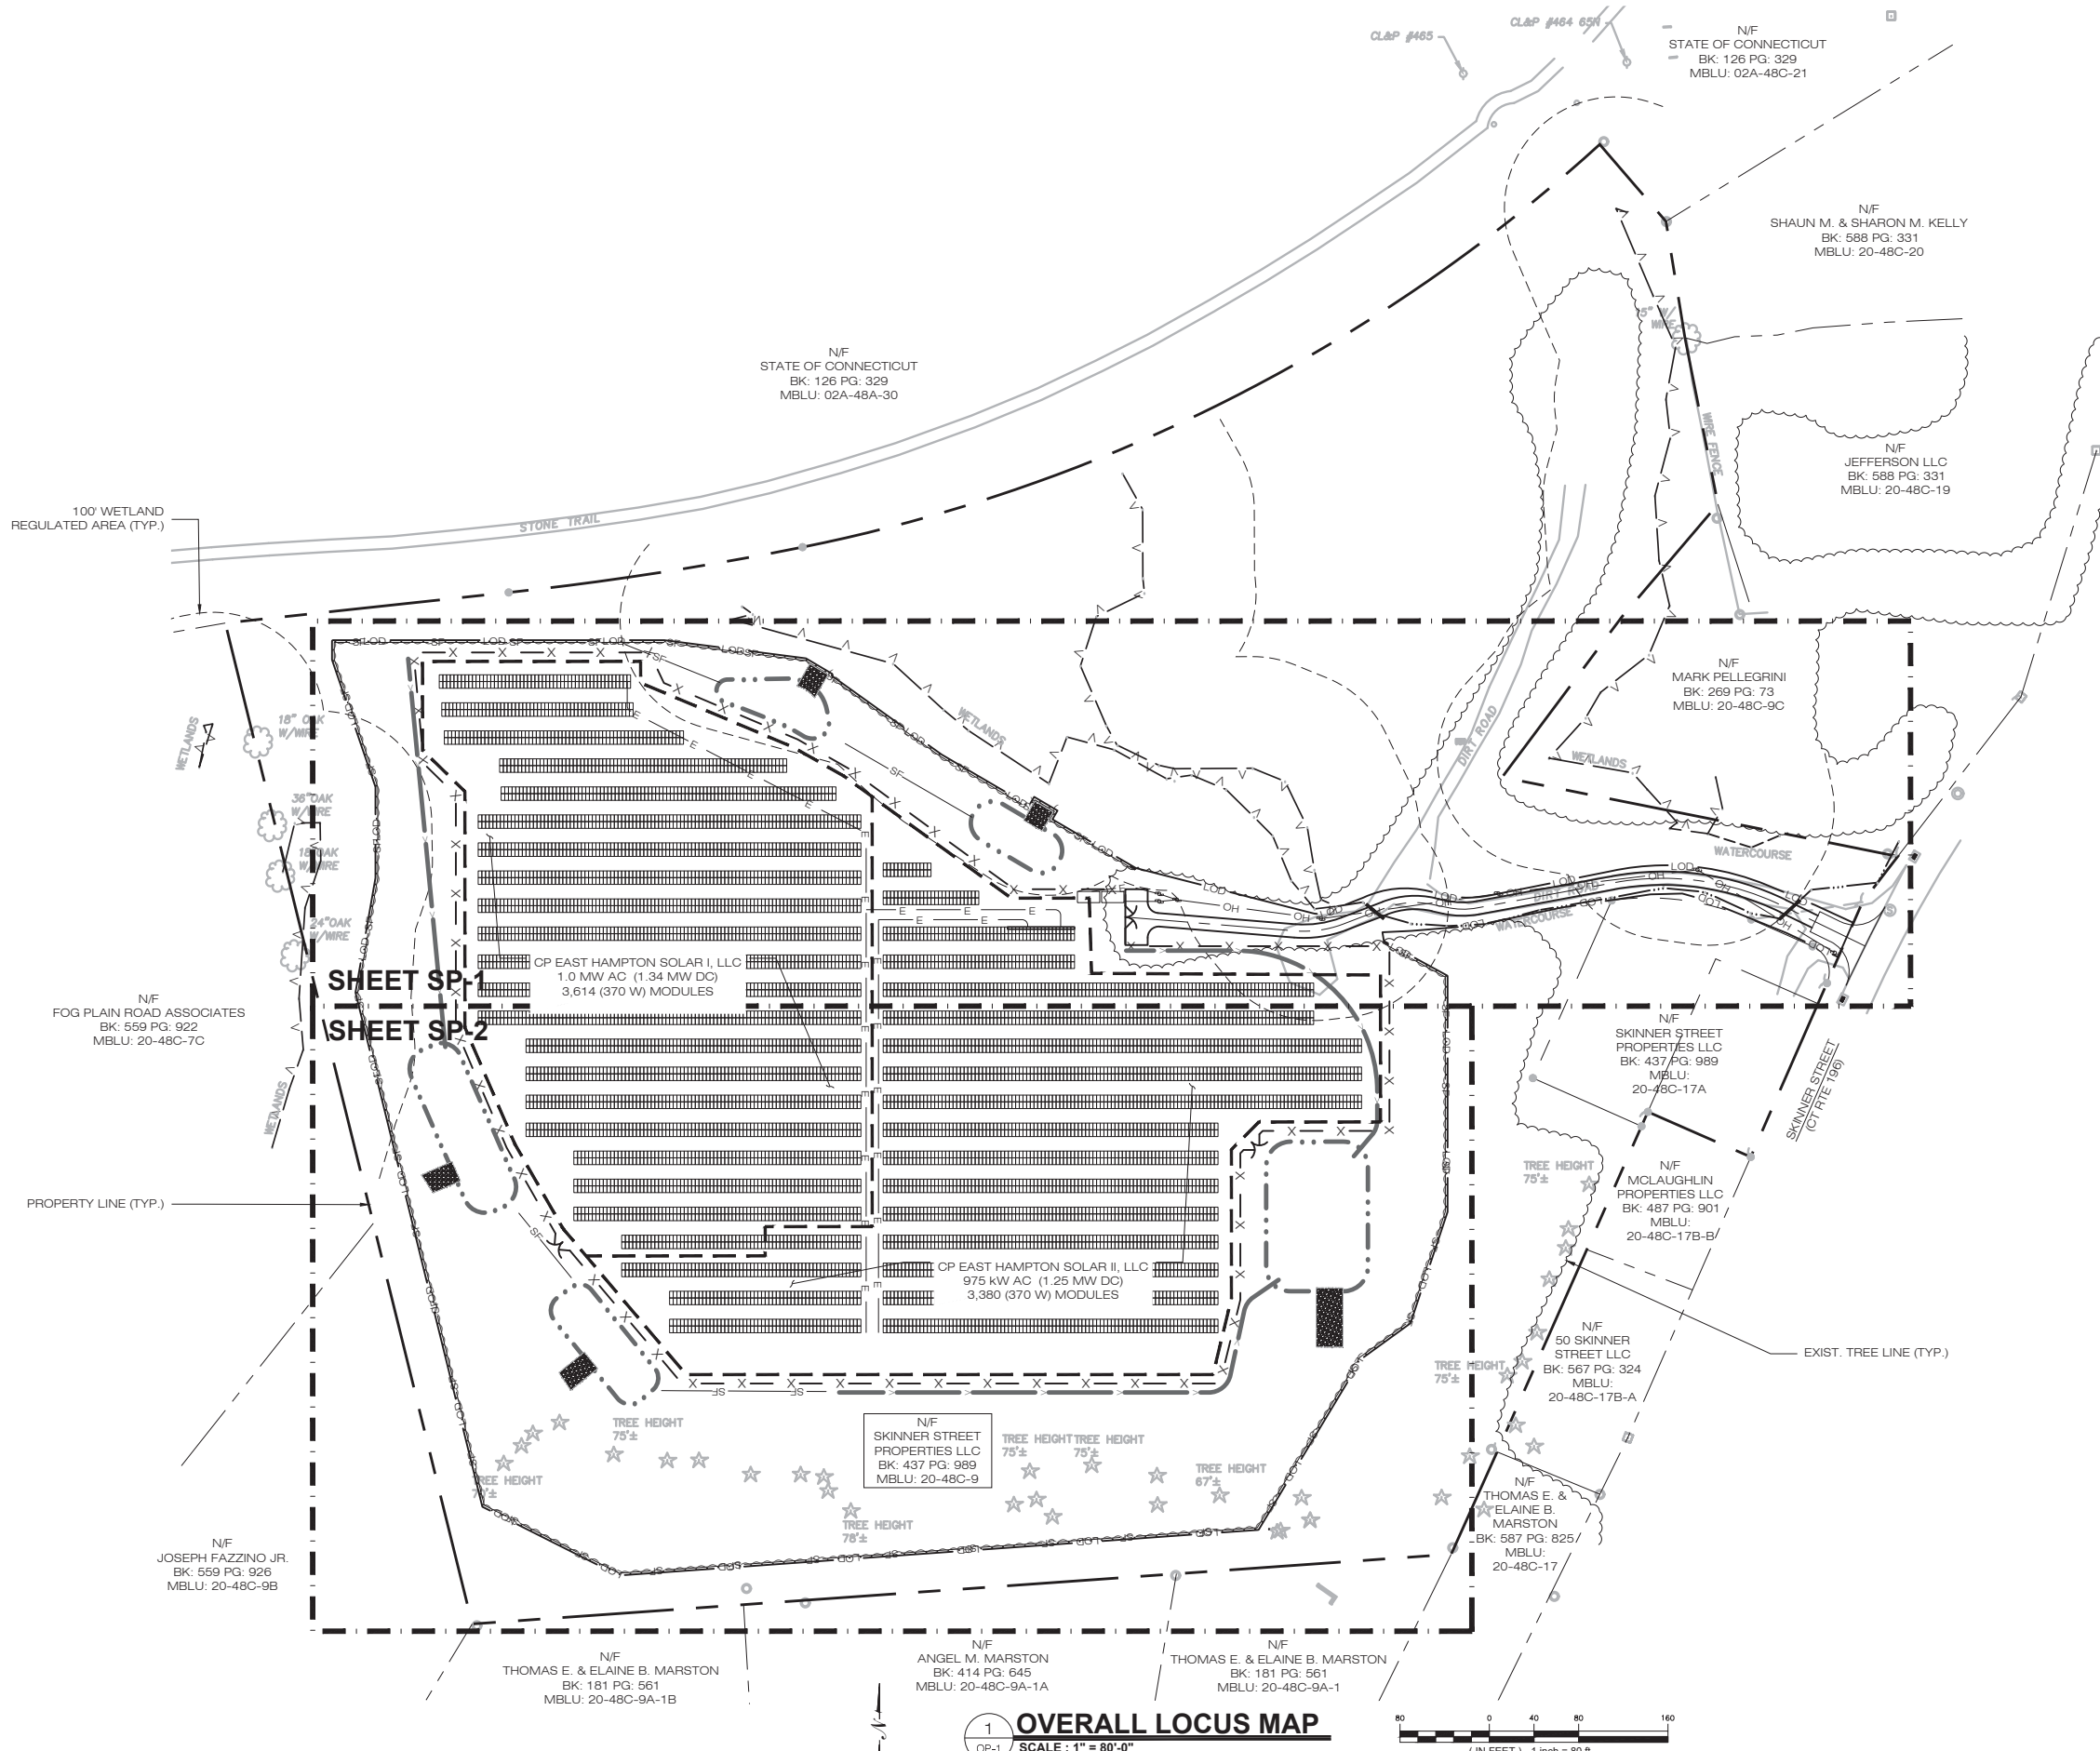 CL&P #465
CL&P #464 65N
N/F
STATE OF CONNECTICUT
BK: 126 PG: 329
MBLU: 02A-48C-21
N/F
SHAUN M. & SHARON M. KELLY
BK: 588 PG: 331
MBLU: 20-48C-20
N/F
STATE OF CONNECTICUT
BK: 126 PG: 329
MBLU: 02A-48A-30
WIRE FENCE
N/F
JEFFERSON LLC
BK: 588 PG: 331
MBLU: 20-48C-19
100' WETLAND
REGULATED AREA (TYP.)
STONE TRAIL
N/F
MARK PELLEGRINI
BK: 269 PG: 73
MBLU: 20-48C-9C
WETLANDS
18" OAK
W/WIRE
WETLANDS
DIRT ROAD
WETLANDS
36"OAK
W/WIRE
WATERCOURSE
DIRT ROAD
WATERCOURSE
24"OAK
W/WIRE
CP EAST HAMPTON SOLAR I, LLC
1.0 MW AC (1.34 MW DC)
3,614 (370 W) MODULES
SHEET SP-1
SHEET SP-2
N/F
FOG PLAIN ROAD ASSOCIATES
BK: 559 PG: 922
MBLU: 20-48C-7C
N/F
SKINNER STREET
PROPERTIES LLC
BK: 437 PG: 989
MBLU:
20-48C-17A
SKINNER STREET
(CT RTE 196)
WETLANDS
PROPERTY LINE (TYP.)
TREE HEIGHT
75'±
N/F
MCLAUGHLIN
PROPERTIES LLC
BK: 487 PG: 901
MBLU:
20-48C-17B-B
CP EAST HAMPTON SOLAR II, LLC
975 kW AC (1.25 MW DC)
3,380 (370 W) MODULES
N/F
50 SKINNER
STREET LLC
BK: 567 PG: 324
MBLU:
20-48C-17B-A
EXIST. TREE LINE (TYP.)
TREE HEIGHT
75'±
TREE HEIGHT
75'±
N/F
SKINNER STREET
PROPERTIES LLC
BK: 437 PG: 989
MBLU: 20-48C-9
TREE HEIGHT
75'±
TREE HEIGHT
75'±
TREE HEIGHT
67'±
TREE HEIGHT
TREE HEIGHT
78'±
N/F
THOMAS E. &
ELAINE B.
MARSTON
BK: 587 PG: 825
MBLU:
20-48C-17
N/F
JOSEPH FAZZINO JR.
BK: 559 PG: 926
MBLU: 20-48C-9B
N/F
THOMAS E. & ELAINE B. MARSTON
BK: 181 PG: 561
MBLU: 20-48C-9A-1B
N/F
ANGEL M. MARSTON
BK: 414 PG: 645
MBLU: 20-48C-9A-1A
N/F
THOMAS E. & ELAINE B. MARSTON
BK: 181 PG: 561
MBLU: 20-48C-9A-1
1
OP-1
OVERALL LOCUS MAP
SCALE : 1" = 80'-0"
80 0 40 80 160
( IN FEET ) 1 inch = 80 ft